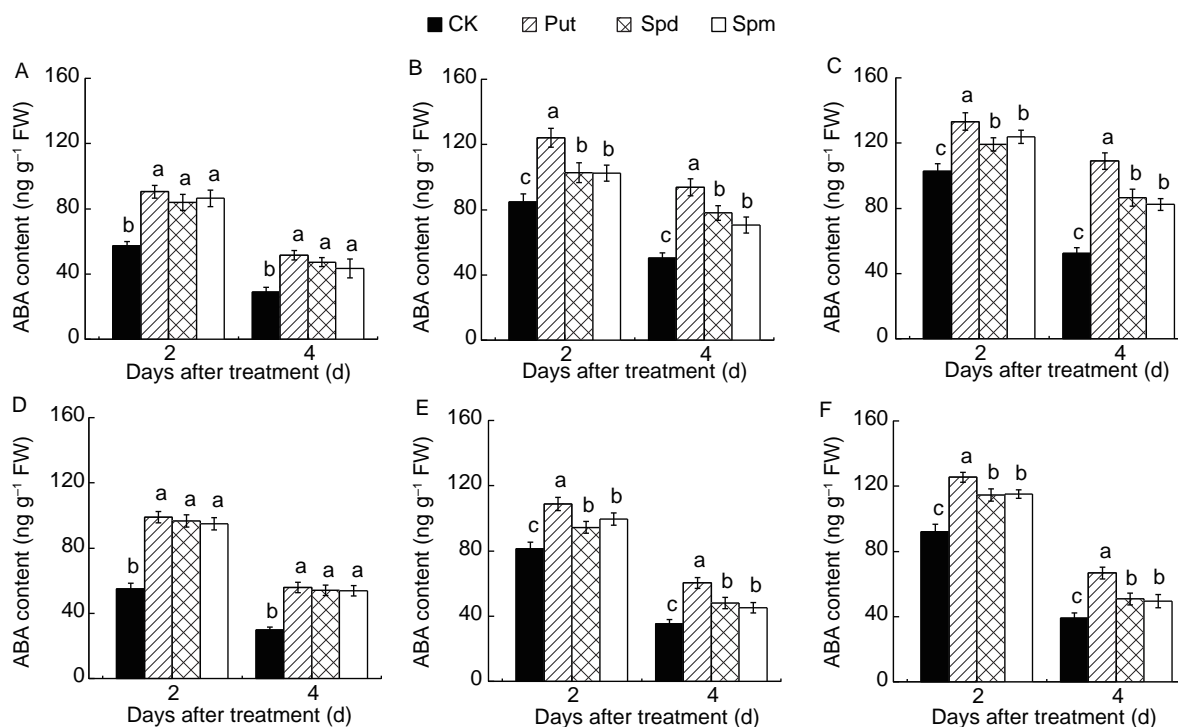 CK Put Spd Spm
A
160
120
80
40
0
ABA content (ng g⁻¹ FW)
b a a a
b a a a
2 4
Days after treatment (d)
B
160
120
80
40
0
ABA content (ng g⁻¹ FW)
c a b b
c a b b
2 4
Days after treatment (d)
C
160
120
80
40
0
ABA content (ng g⁻¹ FW)
c a b b
c a b b
2 4
Days after treatment (d)
D
160
120
80
40
0
ABA content (ng g⁻¹ FW)
b a a a
b a a a
2 4
Days after treatment (d)
E
160
120
80
40
0
ABA content (ng g⁻¹ FW)
c a b b
c a b b
2 4
Days after treatment (d)
F
160
120
80
40
0
ABA content (ng g⁻¹ FW)
c a b b
c a b b
2 4
Days after treatment (d)